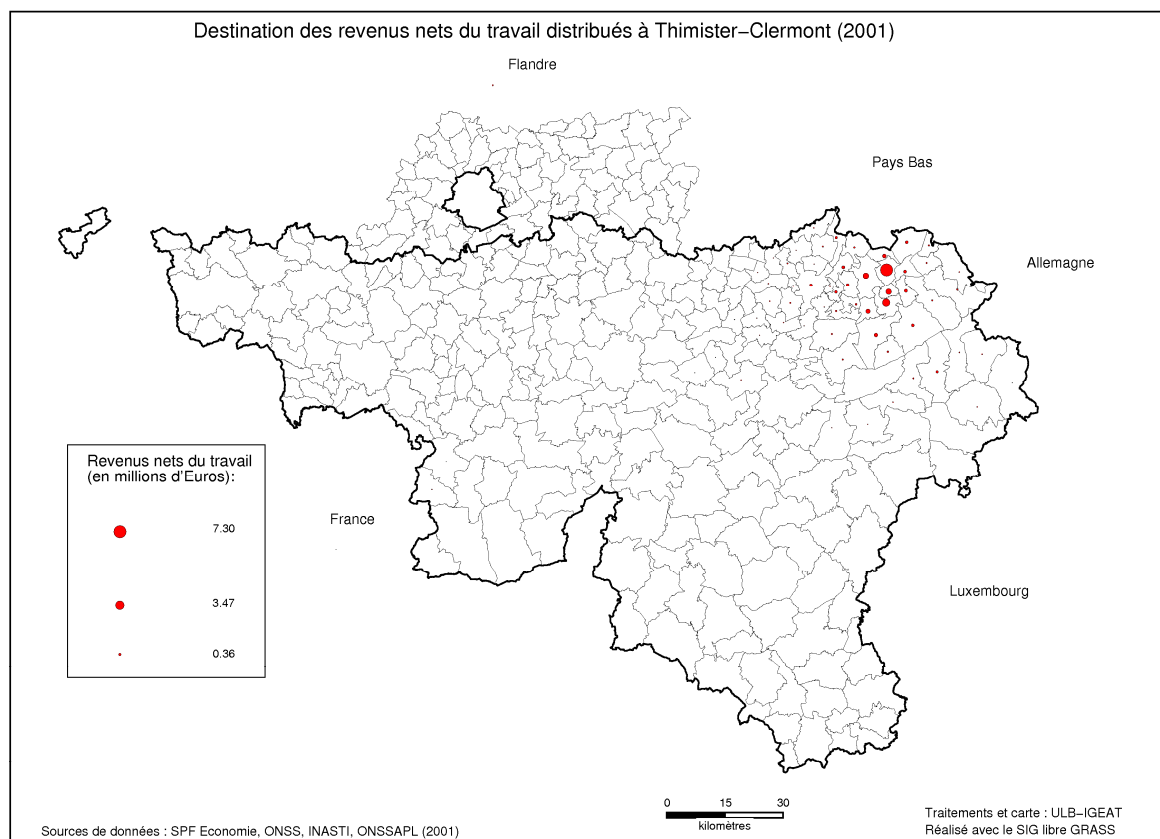 Destination des revenus nets du travail distribués à Thimister−Clermont (2001)
Flandre
Pays Bas
Allemagne
Revenus nets du travail
(en millions d'Euros):
7.30
3.47
0.36
France
Luxembourg
0 15 30
kilomètres
Sources de données : SPF Economie, ONSS, INASTI, ONSSAPL (2001)
Traitements et carte : ULB−IGEAT
Réalisé avec le SIG libre GRASS